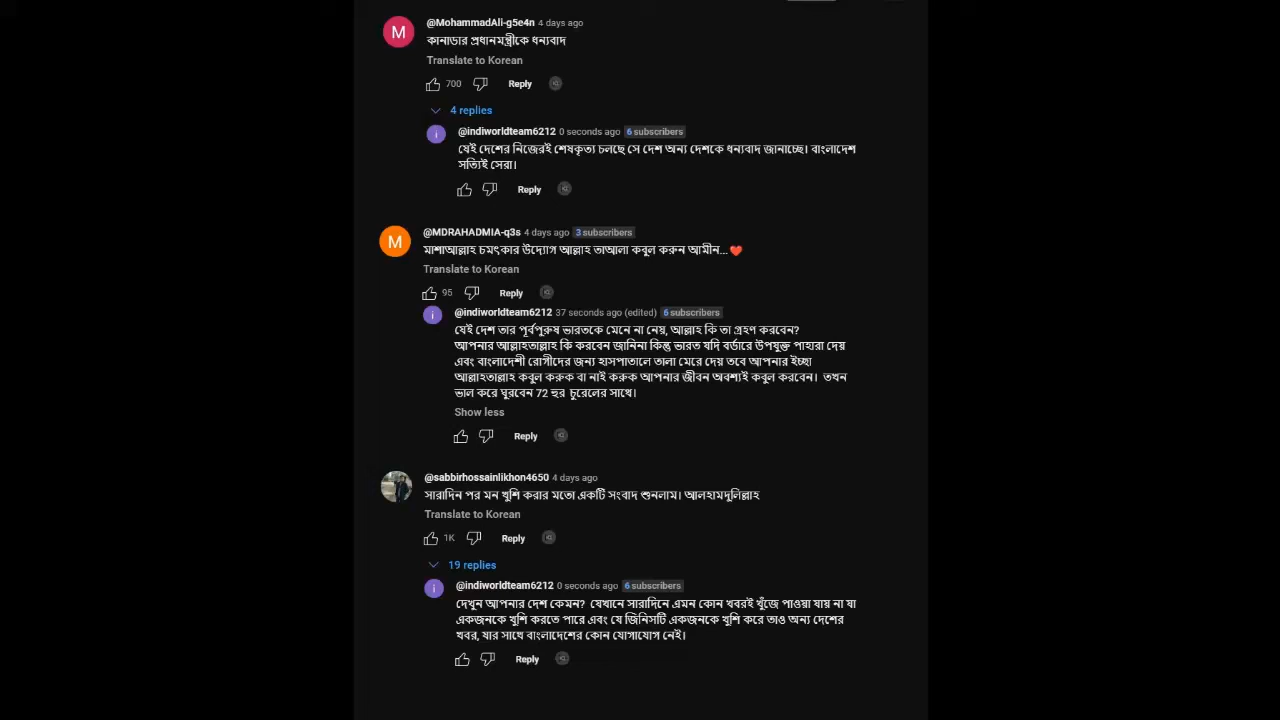 @MohammadAli-g5e4n 4 days ago
কানাডার প্রধানমন্ত্রীকে ধন্যবাদ
Translate to Korean
700 Reply
4 replies
@indiworldteam6212 0 seconds ago 6 subscribers
যেই দেশের নিজেরই শেষকৃত্য চলছে সে দেশ অন্য দেশকে ধন্যবাদ জানাচ্ছে। বাংলাদেশ
সত্যিই সেরা।
Reply
@MDRAHADMIA-q3s 4 days ago 3 subscribers
মাশাআল্লাহ চমৎকার উদ্যোগ আল্লাহ তাআলা কবুল করুন আমীন...❤️
Translate to Korean
95 Reply
@indiworldteam6212 37 seconds ago (edited) 6 subscribers
যেই দেশ তার পূর্বপুরুষ ভারতকে মেনে না নেয়, আল্লাহ কি তা গ্রহণ করবেন?
আপনার আল্লাহতাল্লাহ কি করবেন জানিনা কিন্তু ভারত যদি বর্ডারে উপযুক্ত পাহারা দেয়
এবং বাংলাদেশী রোগীদের জন্য হাসপাতালে তালা মেরে দেয় তবে আপনার ইচ্ছা
আল্লাহতাল্লাহ কবুল করুক বা নাই করুক আপনার জীবন অবশ্যই কবুল করবেন। তখন
ভাল করে ঘুরবেন 72 হুর চুরেলের সাথে।
Show less
Reply
@sabbirhossainlikhon4650 4 days ago
সারাদিন পর মন খুশি করার মতো একটি সংবাদ শুনলাম। আলহামদুলিল্লাহ
Translate to Korean
1K Reply
19 replies
@indiworldteam6212 0 seconds ago 6 subscribers
দেখুন আপনার দেশ কেমন? যেখানে সারাদিনে এমন কোন খবরই খুঁজে পাওয়া যায় না যা
একজনকে খুশি করতে পারে এবং যে জিনিসটি একজনকে খুশি করে তাও অন্য দেশের
খবর, যার সাথে বাংলাদেশের কোন যোগাযোগ নেই।
Reply